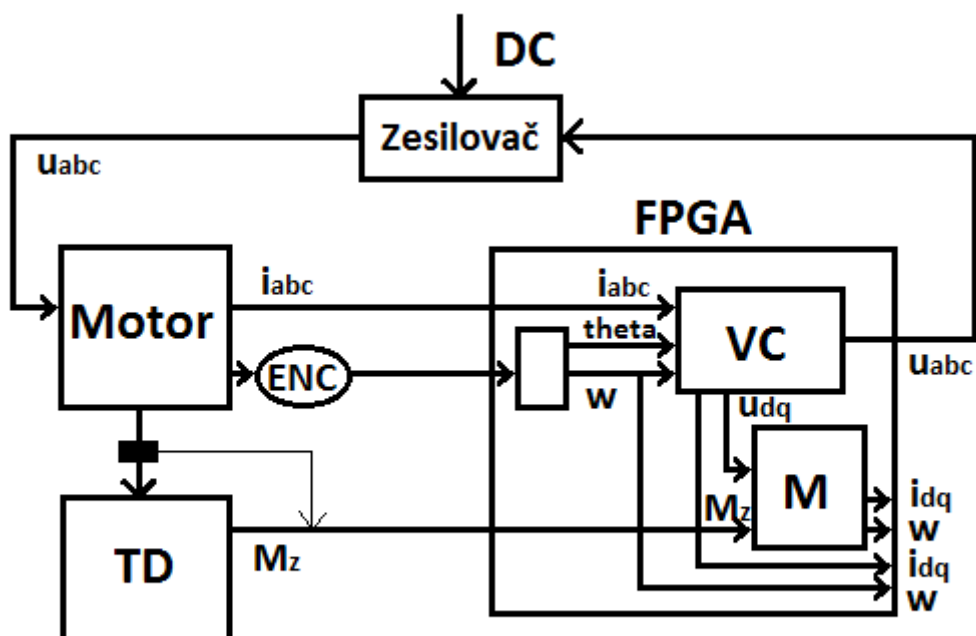 DC
Zesilovač
uabc
FPGA
Motor
iabc
iabc
theta
VC
ENC
w
uabc
udq
M
Mz
idq
w
TD
Mz
idq
w